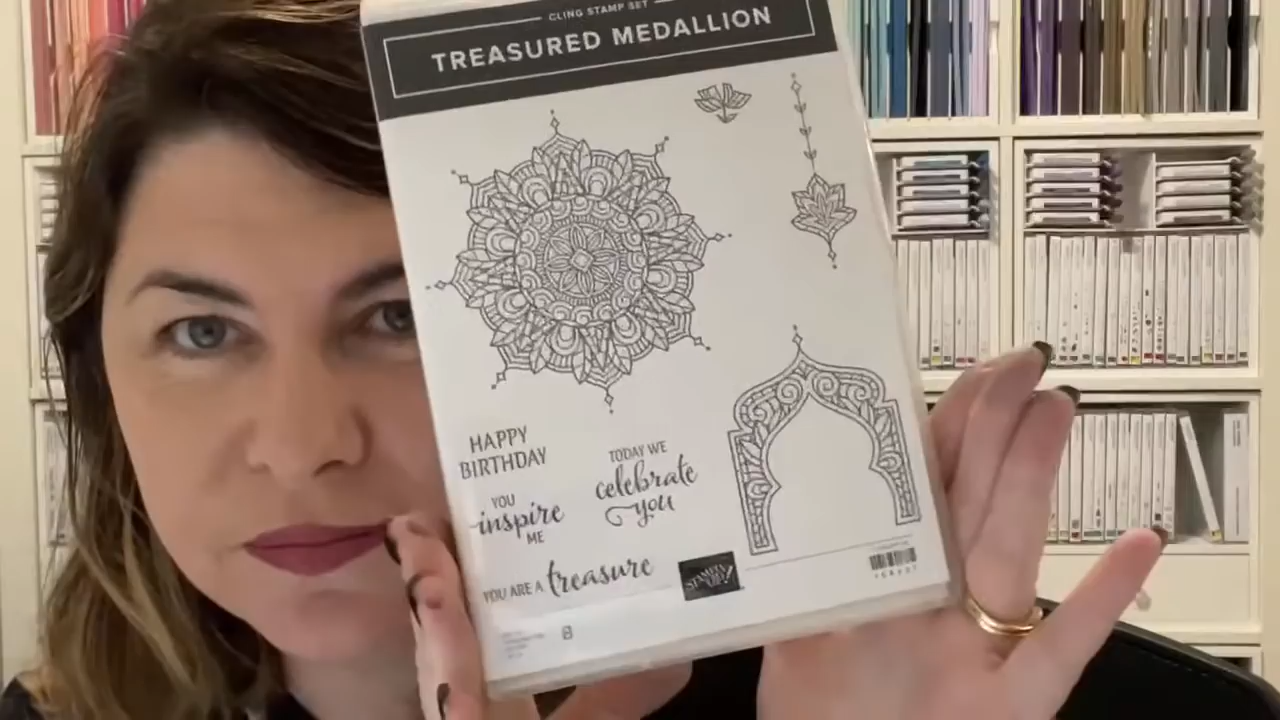 CLING STAMP SET
TREASURED MEDALLION
HAPPY
BIRTHDAY
TODAY WE
celebrate
you
YOU
inspire
ME
YOU ARE A treasure
STAMPIN'
UP!
8